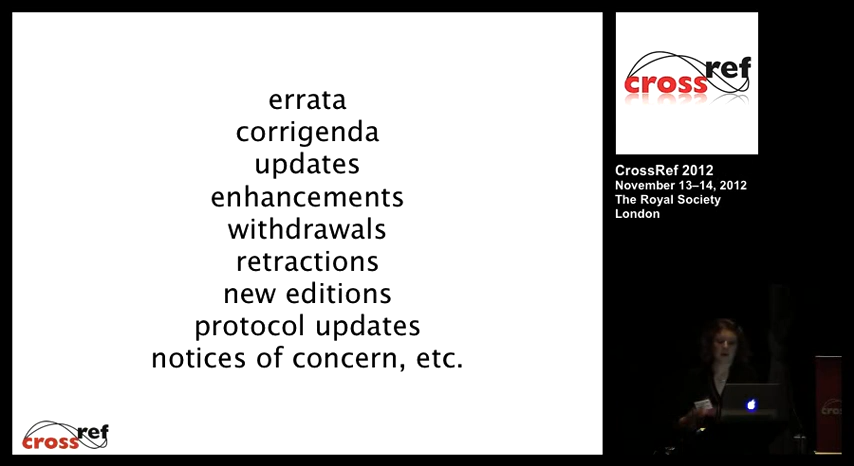 errata
corrigenda
updates
enhancements
withdrawals
retractions
new editions
protocol updates
notices of concern, etc.
crossref
crossref
CrossRef 2012
November 13–14, 2012
The Royal Society
London